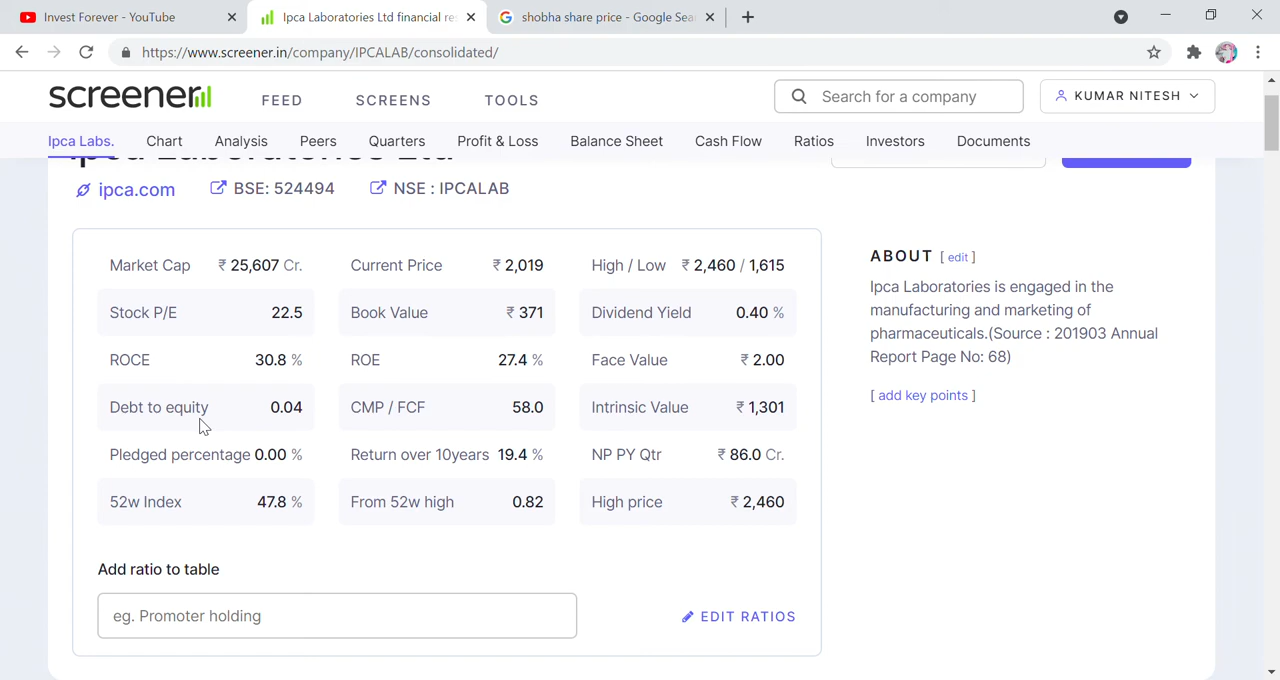 Invest Forever - YouTube
Ipca Laboratories Ltd financial re
shobha share price - Google Sea
https://www.screener.in/company/IPCALAB/consolidated/
screener
FEED SCREENS TOOLS
Search for a company
KUMAR NITESH
Ipca Labs. Chart Analysis Peers Quarters Profit & Loss Balance Sheet Cash Flow Ratios Investors Documents
Ipca Laboratories Ltd
ipca.com BSE: 524494 NSE : IPCALAB
Market Cap ₹ 25,607 Cr. Current Price ₹ 2,019 High / Low ₹ 2,460 / 1,615
Stock P/E 22.5 Book Value ₹ 371 Dividend Yield 0.40 %
ROCE 30.8 % ROE 27.4 % Face Value ₹ 2.00
Debt to equity 0.04 CMP / FCF 58.0 Intrinsic Value ₹ 1,301
Pledged percentage 0.00 % Return over 10years 19.4 % NP PY Qtr ₹ 86.0 Cr.
52w Index 47.8 % From 52w high 0.82 High price ₹ 2,460
Add ratio to table
eg. Promoter holding
EDIT RATIOS
ABOUT [ edit ]
Ipca Laboratories is engaged in the
manufacturing and marketing of
pharmaceuticals.(Source : 201903 Annual
Report Page No: 68)
[ add key points ]